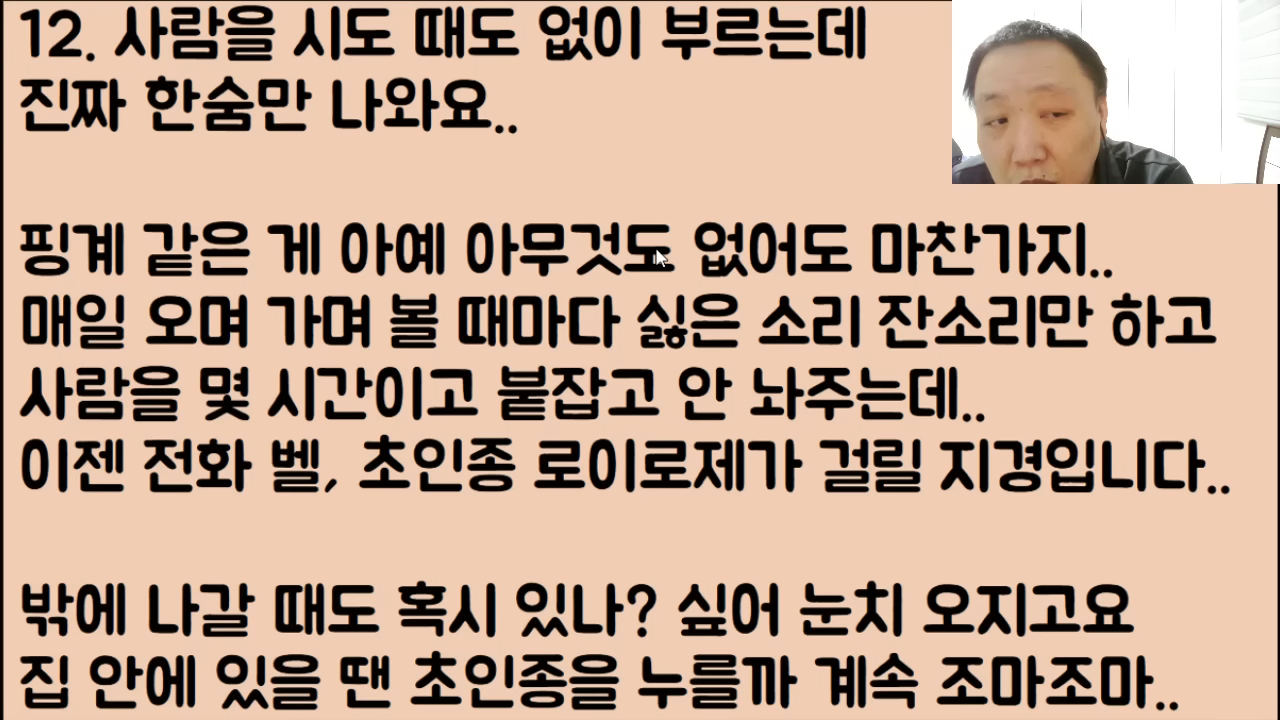 12. 사람을 시도 때도 없이 부르는데
진짜 한숨만 나와요..
핑계 같은 게 아예 아무것도 없어도 마찬가지..
매일 오며 가며 볼 때마다 싫은 소리 잔소리만 하고
사람을 몇 시간이고 붙잡고 안 놔주는데..
이젠 전화 벨, 초인종 로이로제가 걸릴 지경입니다..
밖에 나갈 때도 혹시 있나? 싶어 눈치 오지고요
집 안에 있을 땐 초인종을 누를까 계속 조마조마..